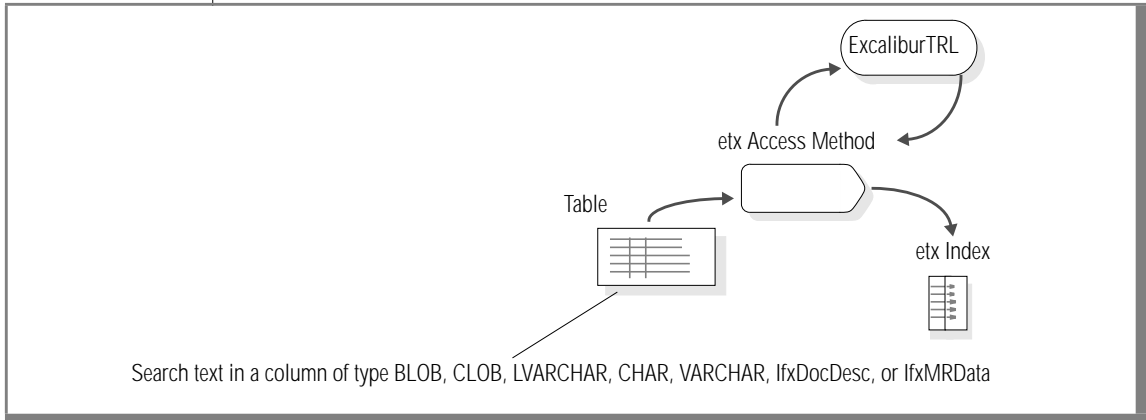 ExcaliburTRL
etx Access Method
Table
etx Index
Search text in a column of type BLOB, CLOB, LVARCHAR, CHAR, VARCHAR, IfxDocDesc, or IfxMRData